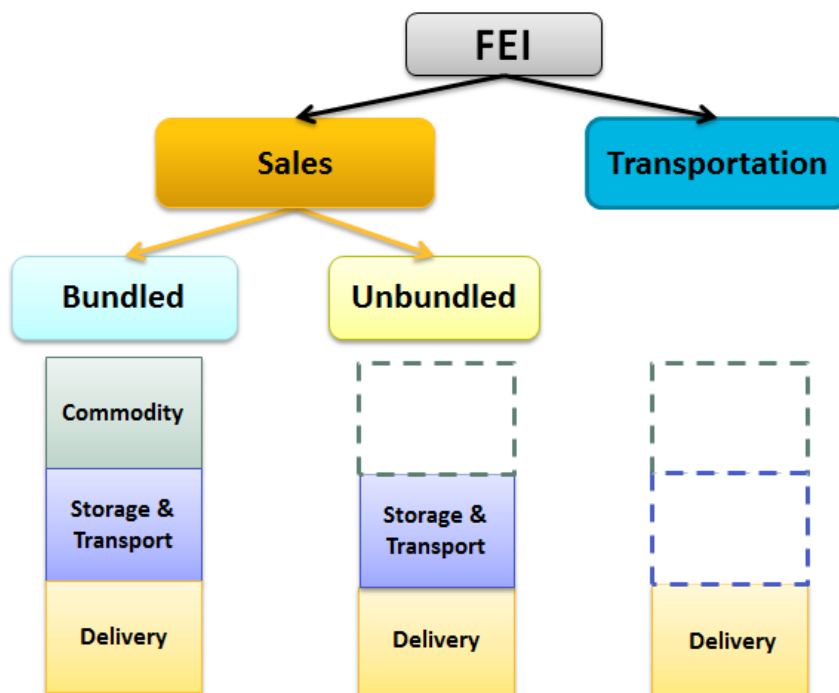 FEI
Sales
Transportation
Bundled
Unbundled
Commodity
Storage &
Transport
Storage &
Transport
Delivery
Delivery
Delivery